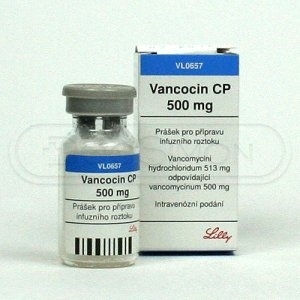 VL0657
Vancocin CP
500 mg
Prášek pro přípravu
infuzního roztoku
Vancomycini
hydrochloridum 513 mg
odpovídající
vancomycinum 500 mg
Intravenózní podání
Lilly
VL0657
Vancocin CP
500 mg
Prášek pro přípravu
infuzního roztoku